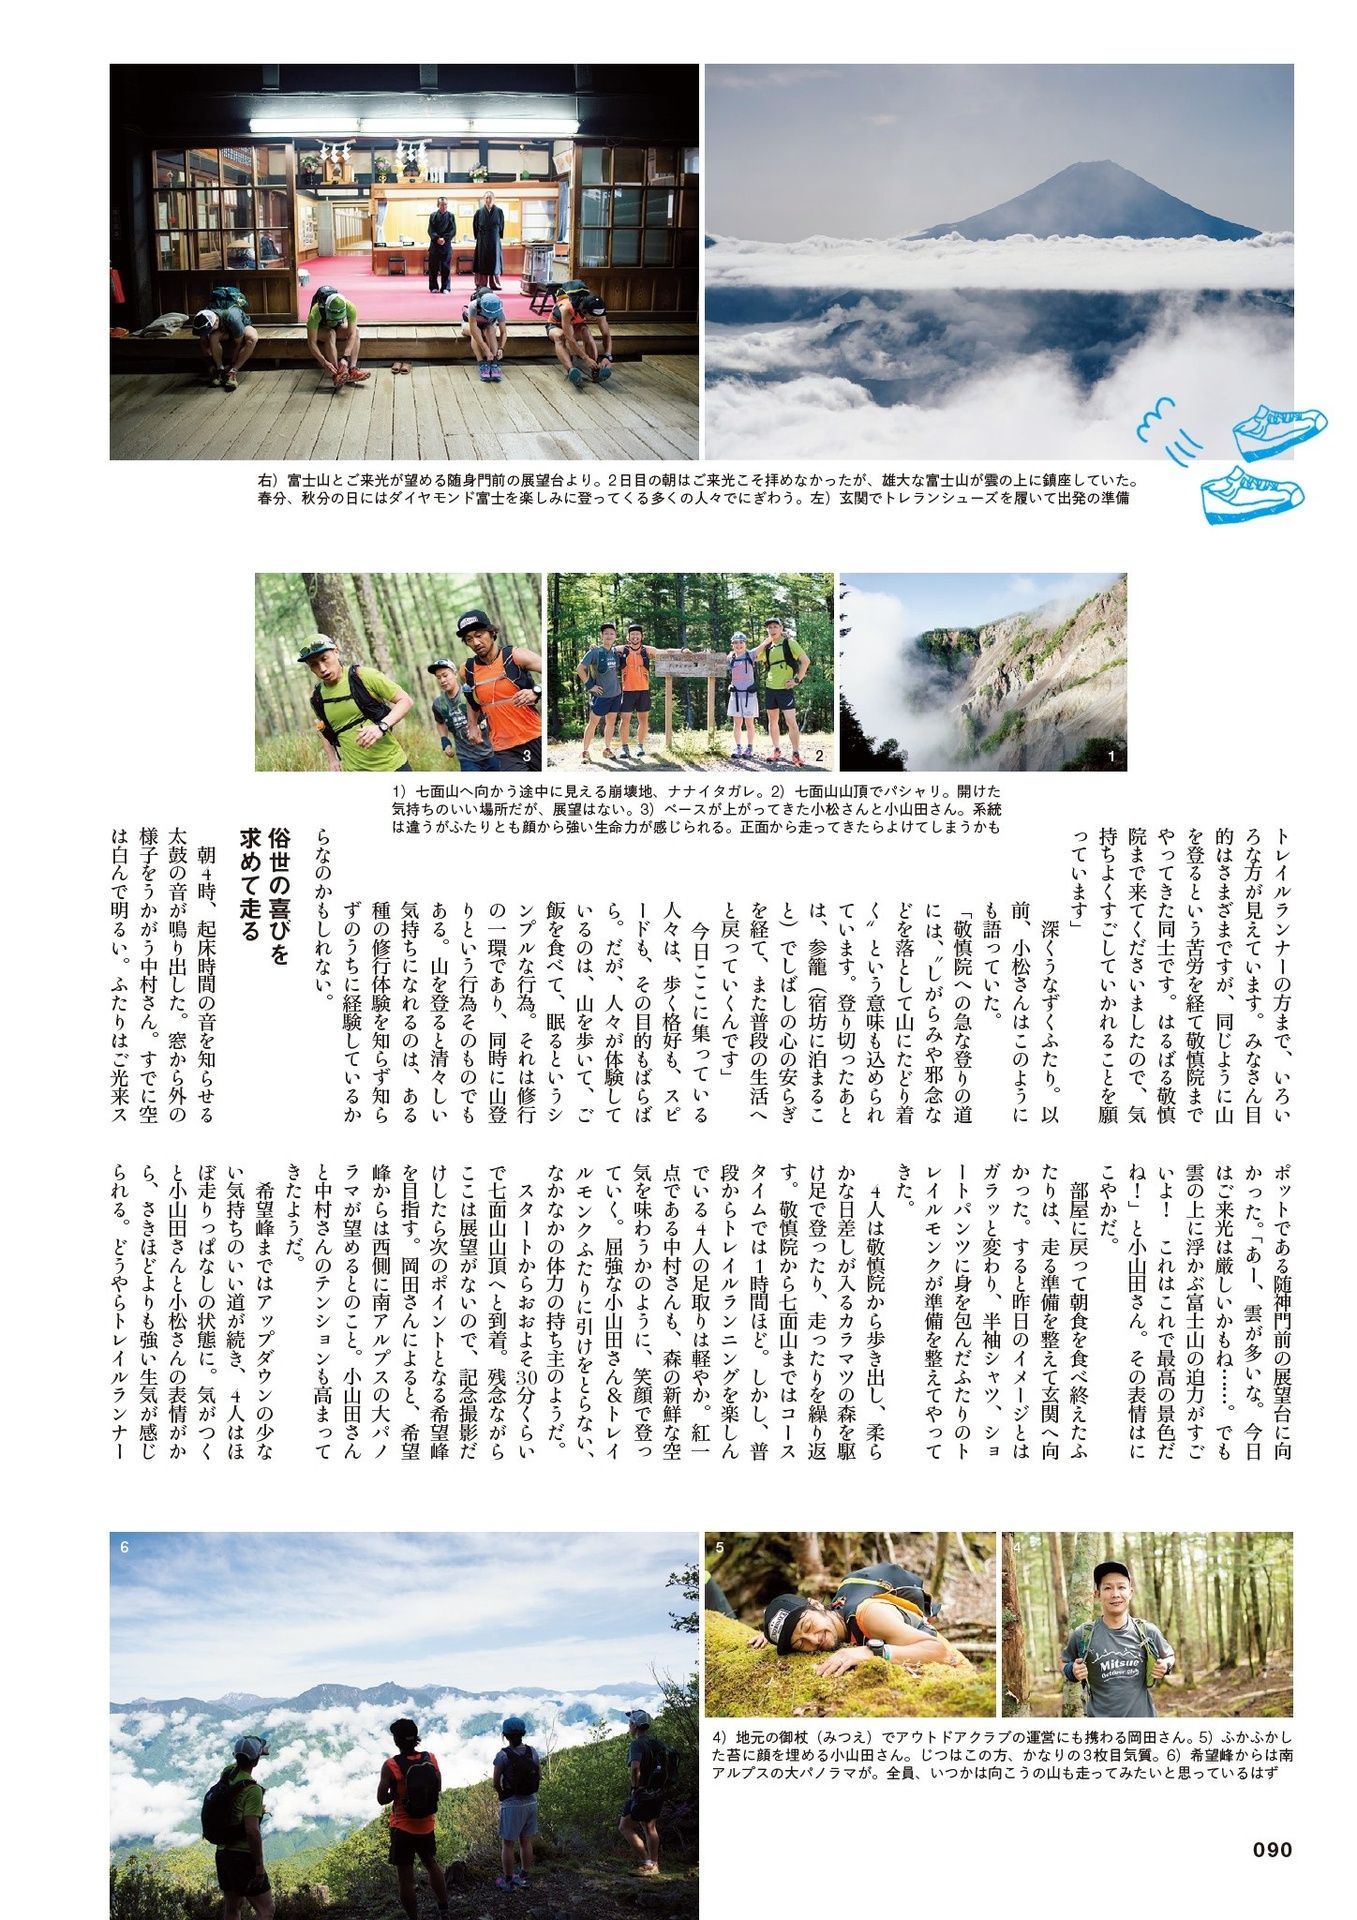 右）富士山とご来光が望める随身門前の展望台より。2日目の朝はご来光こそ拝めなかったが、雄大な富士山が雲の上に鎮座していた。
春分、秋分の日にはダイヤモンド富士を楽しみに登ってくる多くの人々でにぎわう。左）玄関でトレランシューズを履いて出発の準備
3
2
1
1）七面山へ向かう途中に見える崩壊地、ナナイタガレ。2）七面山山頂でパシャリ。開けた
気持ちのいい場所だが、展望はない。3）ペースが上がってきた小松さんと小山田さん。系統
は違うがふたりとも顔から強い生命力が感じられる。正面から走ってきたらよけてしまうかも
トレイルランナーの方まで、いろい
ろな方が見えています。みなさん目
的はさまざまですが、同じように山
を登るという苦労を経て敬慎院まで
やってきた同士です。はるばる敬慎
院まで来てくださいましたので、気
持ちよくすごしていかれることを願
っています」
　深くうなずくふたり。以
前、小松さんはこのように
も語っていた。
「敬慎院への急な登りの道
には、〝しがらみや邪念な
どを落として山にたどり着
く〟という意味も込められ
ています。登り切ったあと
は、参籠（宿坊に泊まるこ
と）でしばしの心の安らぎ
を経て、また普段の生活へ
と戻っていくんです」
　今日ここに集っている
人々は、歩く格好も、スピ
ードも、その目的もばらば
ら。だが、人々が体験して
いるのは、山を歩いて、ご
飯を食べて、眠るというシ
ンプルな行為。それは修行
の一環であり、同時に山登
りという行為そのものでも
ある。山を登ると清々しい
気持ちになれるのは、ある
種の修行体験を知らず知ら
ずのうちに経験しているか
らなのかもしれない。
俗世の喜びを
求めて走る
　朝4時、起床時間の音を知らせる
太鼓の音が鳴り出した。窓から外の
様子をうかがう中村さん。すでに空
は白んで明るい。ふたりはご光来ス
ポットである随神門前の展望台に向
かった。「あー、雲が多いな。今日
はご来光は厳しいかもね……。でも
雲の上に浮かぶ富士山の迫力がすご
いよ！　これはこれで最高の景色だ
ね！」と小山田さん。その表情はに
こやかだ。
　部屋に戻って朝食を食べ終えたふ
たりは、走る準備を整えて玄関へ向
かった。すると昨日のイメージとは
ガラッと変わり、半袖シャツ、ショ
ートパンツに身を包んだふたりのト
レイルモンクが準備を整えてやって
きた。
　4人は敬慎院から歩き出し、柔ら
かな日差しが入るカラマツの森を駆
け足で登ったり、走ったりを繰り返
す。敬慎院から七面山まではコース
タイムでは1時間ほど。しかし、普
段からトレイルランニングを楽しん
でいる4人の足取りは軽やか。紅一
点である中村さんも、森の新鮮な空
気を味わうかのように、笑顔で登っ
ていく。屈強な小山田さん＆トレイ
ルモンクふたりに引けをとらない、
なかなかの体力の持ち主のようだ。
　スタートからおおよそ30分くらい
で七面山山頂へと到着。残念ながら
ここは展望がないので、記念撮影だ
けしたら次のポイントとなる希望峰
を目指す。岡田さんによると、希望
峰からは西側に南アルプスの大パノ
ラマが望めるとのこと。小山田さん
と中村さんのテンションも高まって
きたようだ。
　希望峰まではアップダウンの少な
い気持ちのいい道が続き、4人はほ
ぼ走りっぱなしの状態に。気がつく
と小山田さんと小松さんの表情がか
ら、さきほどよりも強い生気が感じ
られる。どうやらトレイルランナー
6
5
4
Mitsue
Outdoor Club
4）地元の御杖（みつえ）でアウトドアクラブの運営にも携わる岡田さん。5）ふかふかし
た苔に顔を埋める小山田さん。じつはこの方、かなりの3枚目気質。6）希望峰からは南
アルプスの大パノラマが。全員、いつかは向こうの山も走ってみたいと思っているはず
090